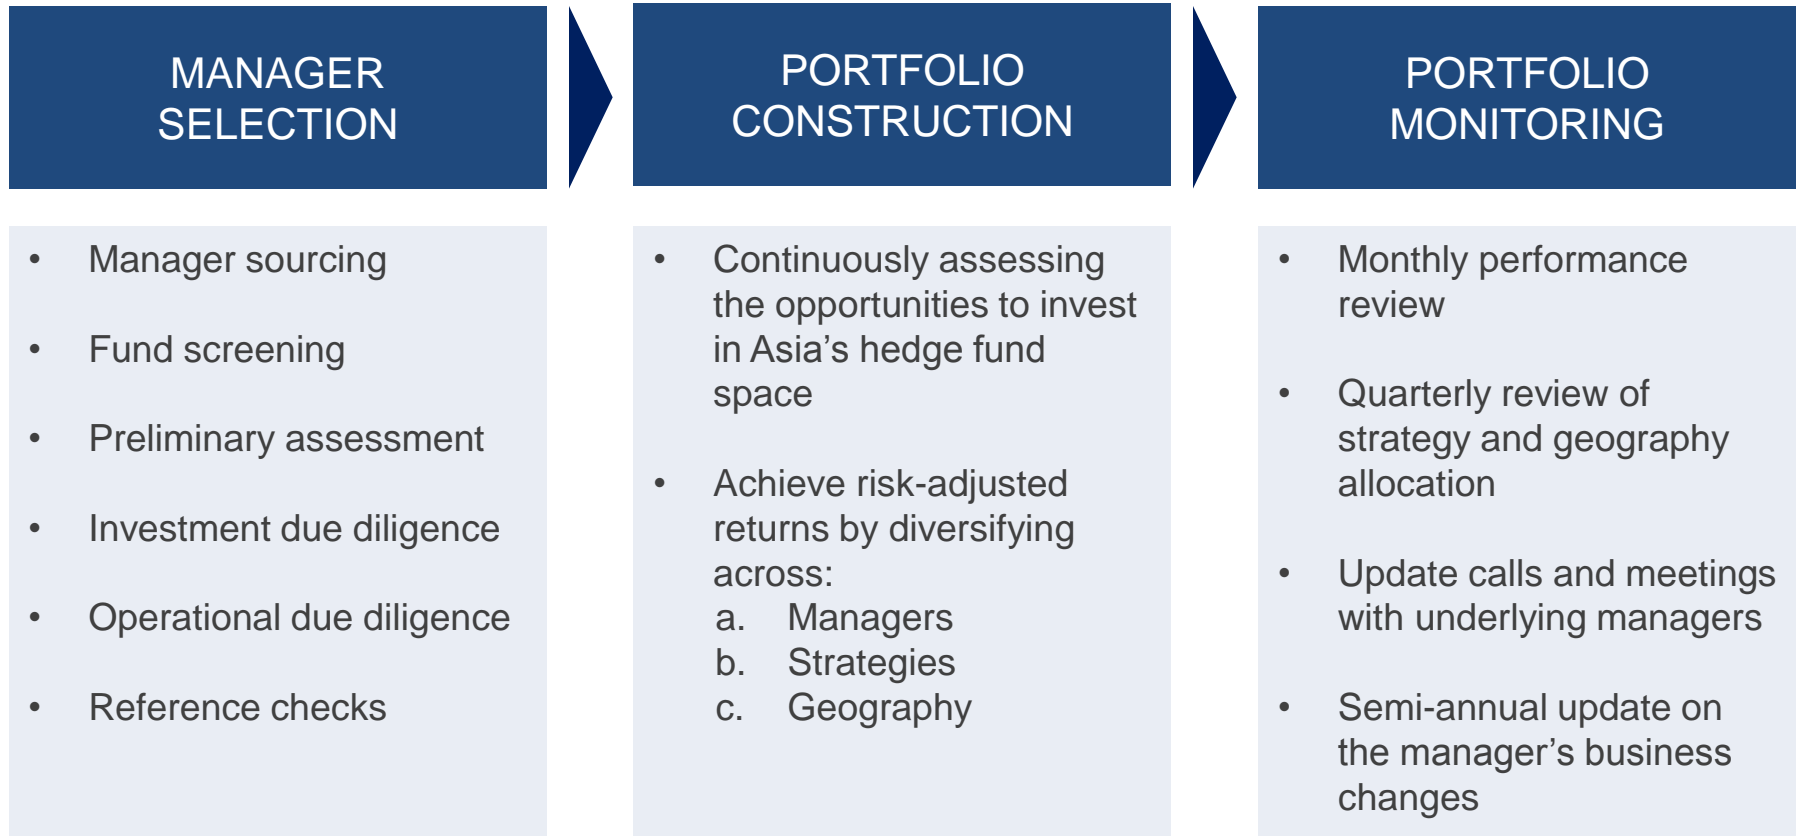 MANAGER
SELECTION
• Manager sourcing
• Fund screening
• Preliminary assessment
• Investment due diligence
• Operational due diligence
• Reference checks
PORTFOLIO
CONSTRUCTION
• Continuously assessing
the opportunities to invest
in Asia’s hedge fund
space
• Achieve risk-adjusted
returns by diversifying
across:
a. Managers
b. Strategies
c. Geography
PORTFOLIO
MONITORING
• Monthly performance
review
• Quarterly review of
strategy and geography
allocation
• Update calls and meetings
with underlying managers
• Semi-annual update on
the manager’s business
changes